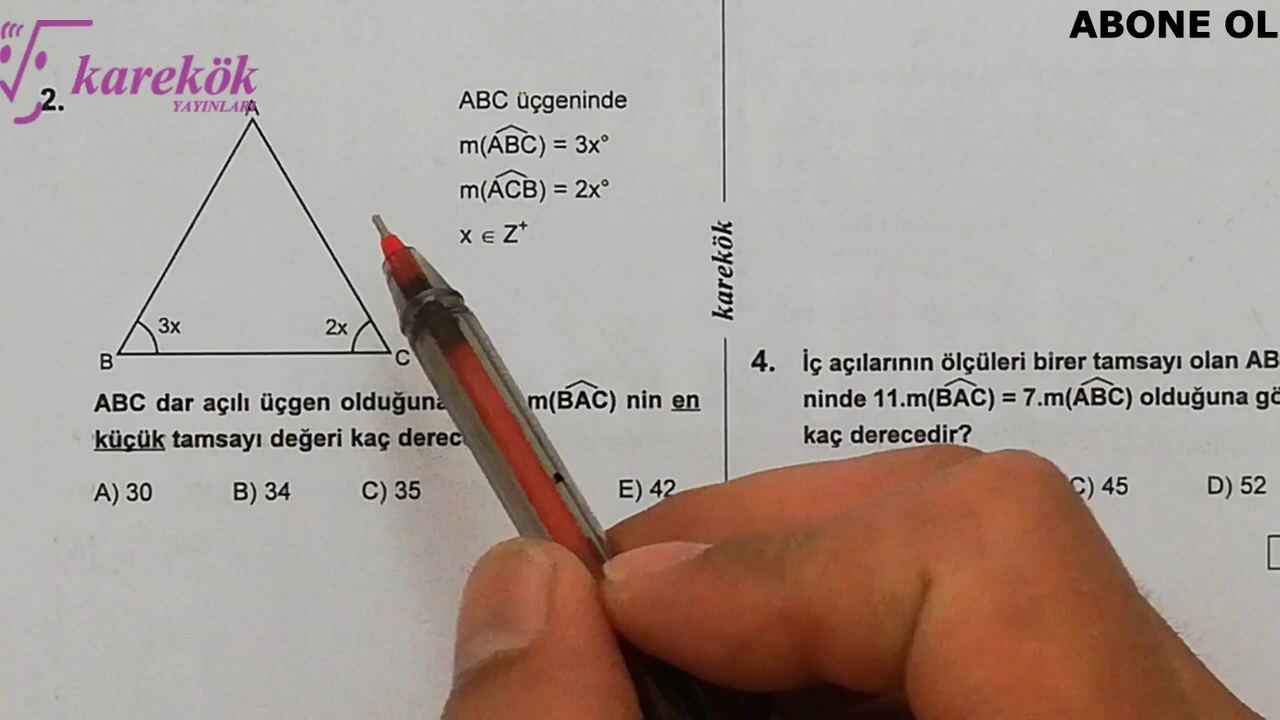 ABONE OL
karekök
YAYINLARI
2.
A
3x
2x
B
C
ABC üçgeninde
m(ABC) = 3x°
m(ACB) = 2x°
x ∈ Z⁺
ABC dar açılı üçgen olduğuna m(BAC) nin en
küçük tamsayı değeri kaç derec
A) 30 B) 34 C) 35 E) 42
karekök
4. İç açılarının ölçüleri birer tamsayı olan AB
ninde 11.m(BAC) = 7.m(ABC) olduğuna gö
kaç derecedir?
C) 45 D) 52